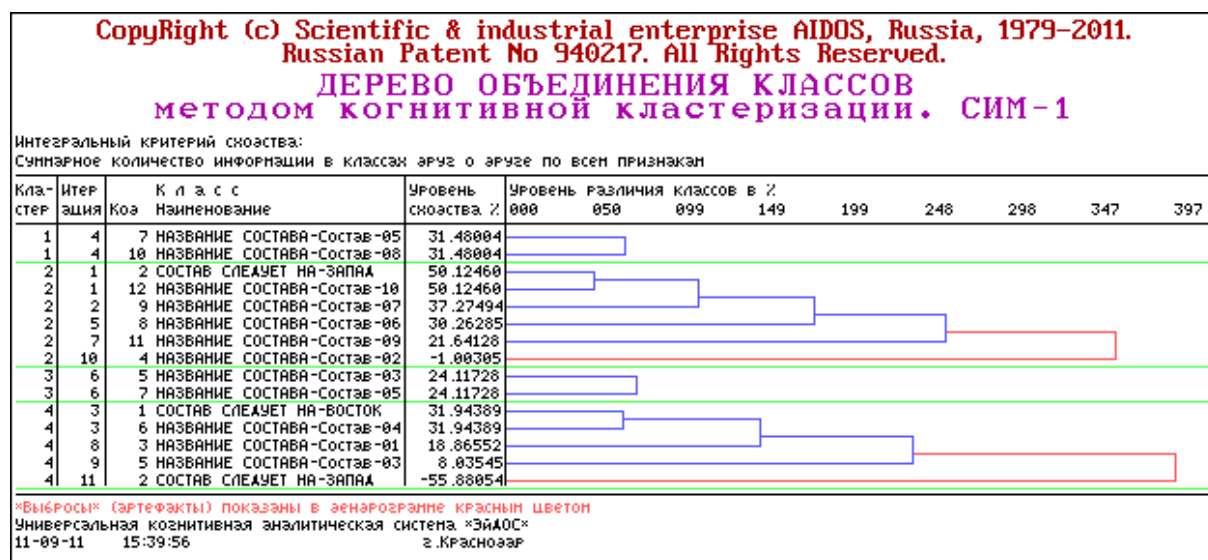 CopyRight (c) Scientific & industrial enterprise AIDOS, Russia, 1979-2011.
Russian Patent No 940217. All Rights Reserved.
ДЕРЕВО ОБЪЕДИНЕНИЯ КЛАССОВ
методом когнитивной кластеризации. СИМ-1
Интегральный критерий сходства:
Суммарное количество информации в классах друг о друге по всем признакам
Кла- Итер К л а с с Уровень Уровень различия классов в %
стер ация Код Наименование сходства % 000 050 099 149 199 248 298 347 397
1 4 7 НАЗВАНИЕ СОСТАВА-Состав-05 31.48004
1 4 10 НАЗВАНИЕ СОСТАВА-Состав-08 31.48004
2 1 2 СОСТАВ СЛЕДУЕТ НА-ЗАПАД 50.12460
2 1 12 НАЗВАНИЕ СОСТАВА-Состав-10 50.12460
2 2 9 НАЗВАНИЕ СОСТАВА-Состав-07 37.27494
2 5 8 НАЗВАНИЕ СОСТАВА-Состав-06 30.26285
2 7 11 НАЗВАНИЕ СОСТАВА-Состав-09 21.64128
2 10 4 НАЗВАНИЕ СОСТАВА-Состав-02 -1.00305
3 6 5 НАЗВАНИЕ СОСТАВА-Состав-03 24.11728
3 6 7 НАЗВАНИЕ СОСТАВА-Состав-05 24.11728
4 3 1 СОСТАВ СЛЕДУЕТ НА-ВОСТОК 31.94389
4 3 6 НАЗВАНИЕ СОСТАВА-Состав-04 31.94389
4 8 3 НАЗВАНИЕ СОСТАВА-Состав-01 18.86552
4 9 5 НАЗВАНИЕ СОСТАВА-Состав-03 8.03545
4 11 2 СОСТАВ СЛЕДУЕТ НА-ЗАПАД -55.88054
"Выбросы" (артефакты) показаны в дендрограмме красным цветом
Универсальная когнитивная аналитическая система "ЭЙДОС"
11-09-11 15:39:56 г.Краснодар